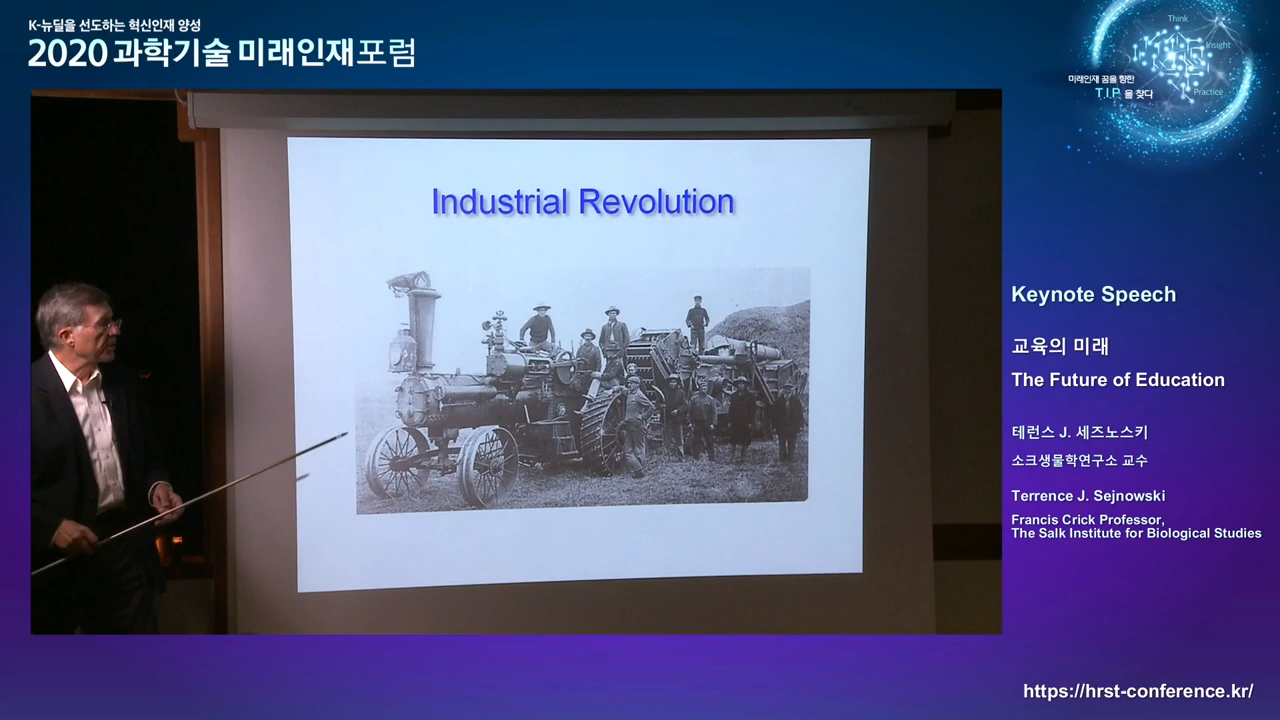 K-뉴딜을 선도하는 혁신인재 양성
2020 과학기술 미래인재포럼
Think
Insight
미래인재 꿈을 향한
T.I.P 을 찾다
Practice
Industrial Revolution
Keynote Speech
교육의 미래
The Future of Education
테런스 J. 세즈노스키
소크생물학연구소 교수
Terrence J. Sejnowski
Francis Crick Professor,
The Salk Institute for Biological Studies
https://hrst-conference.kr/